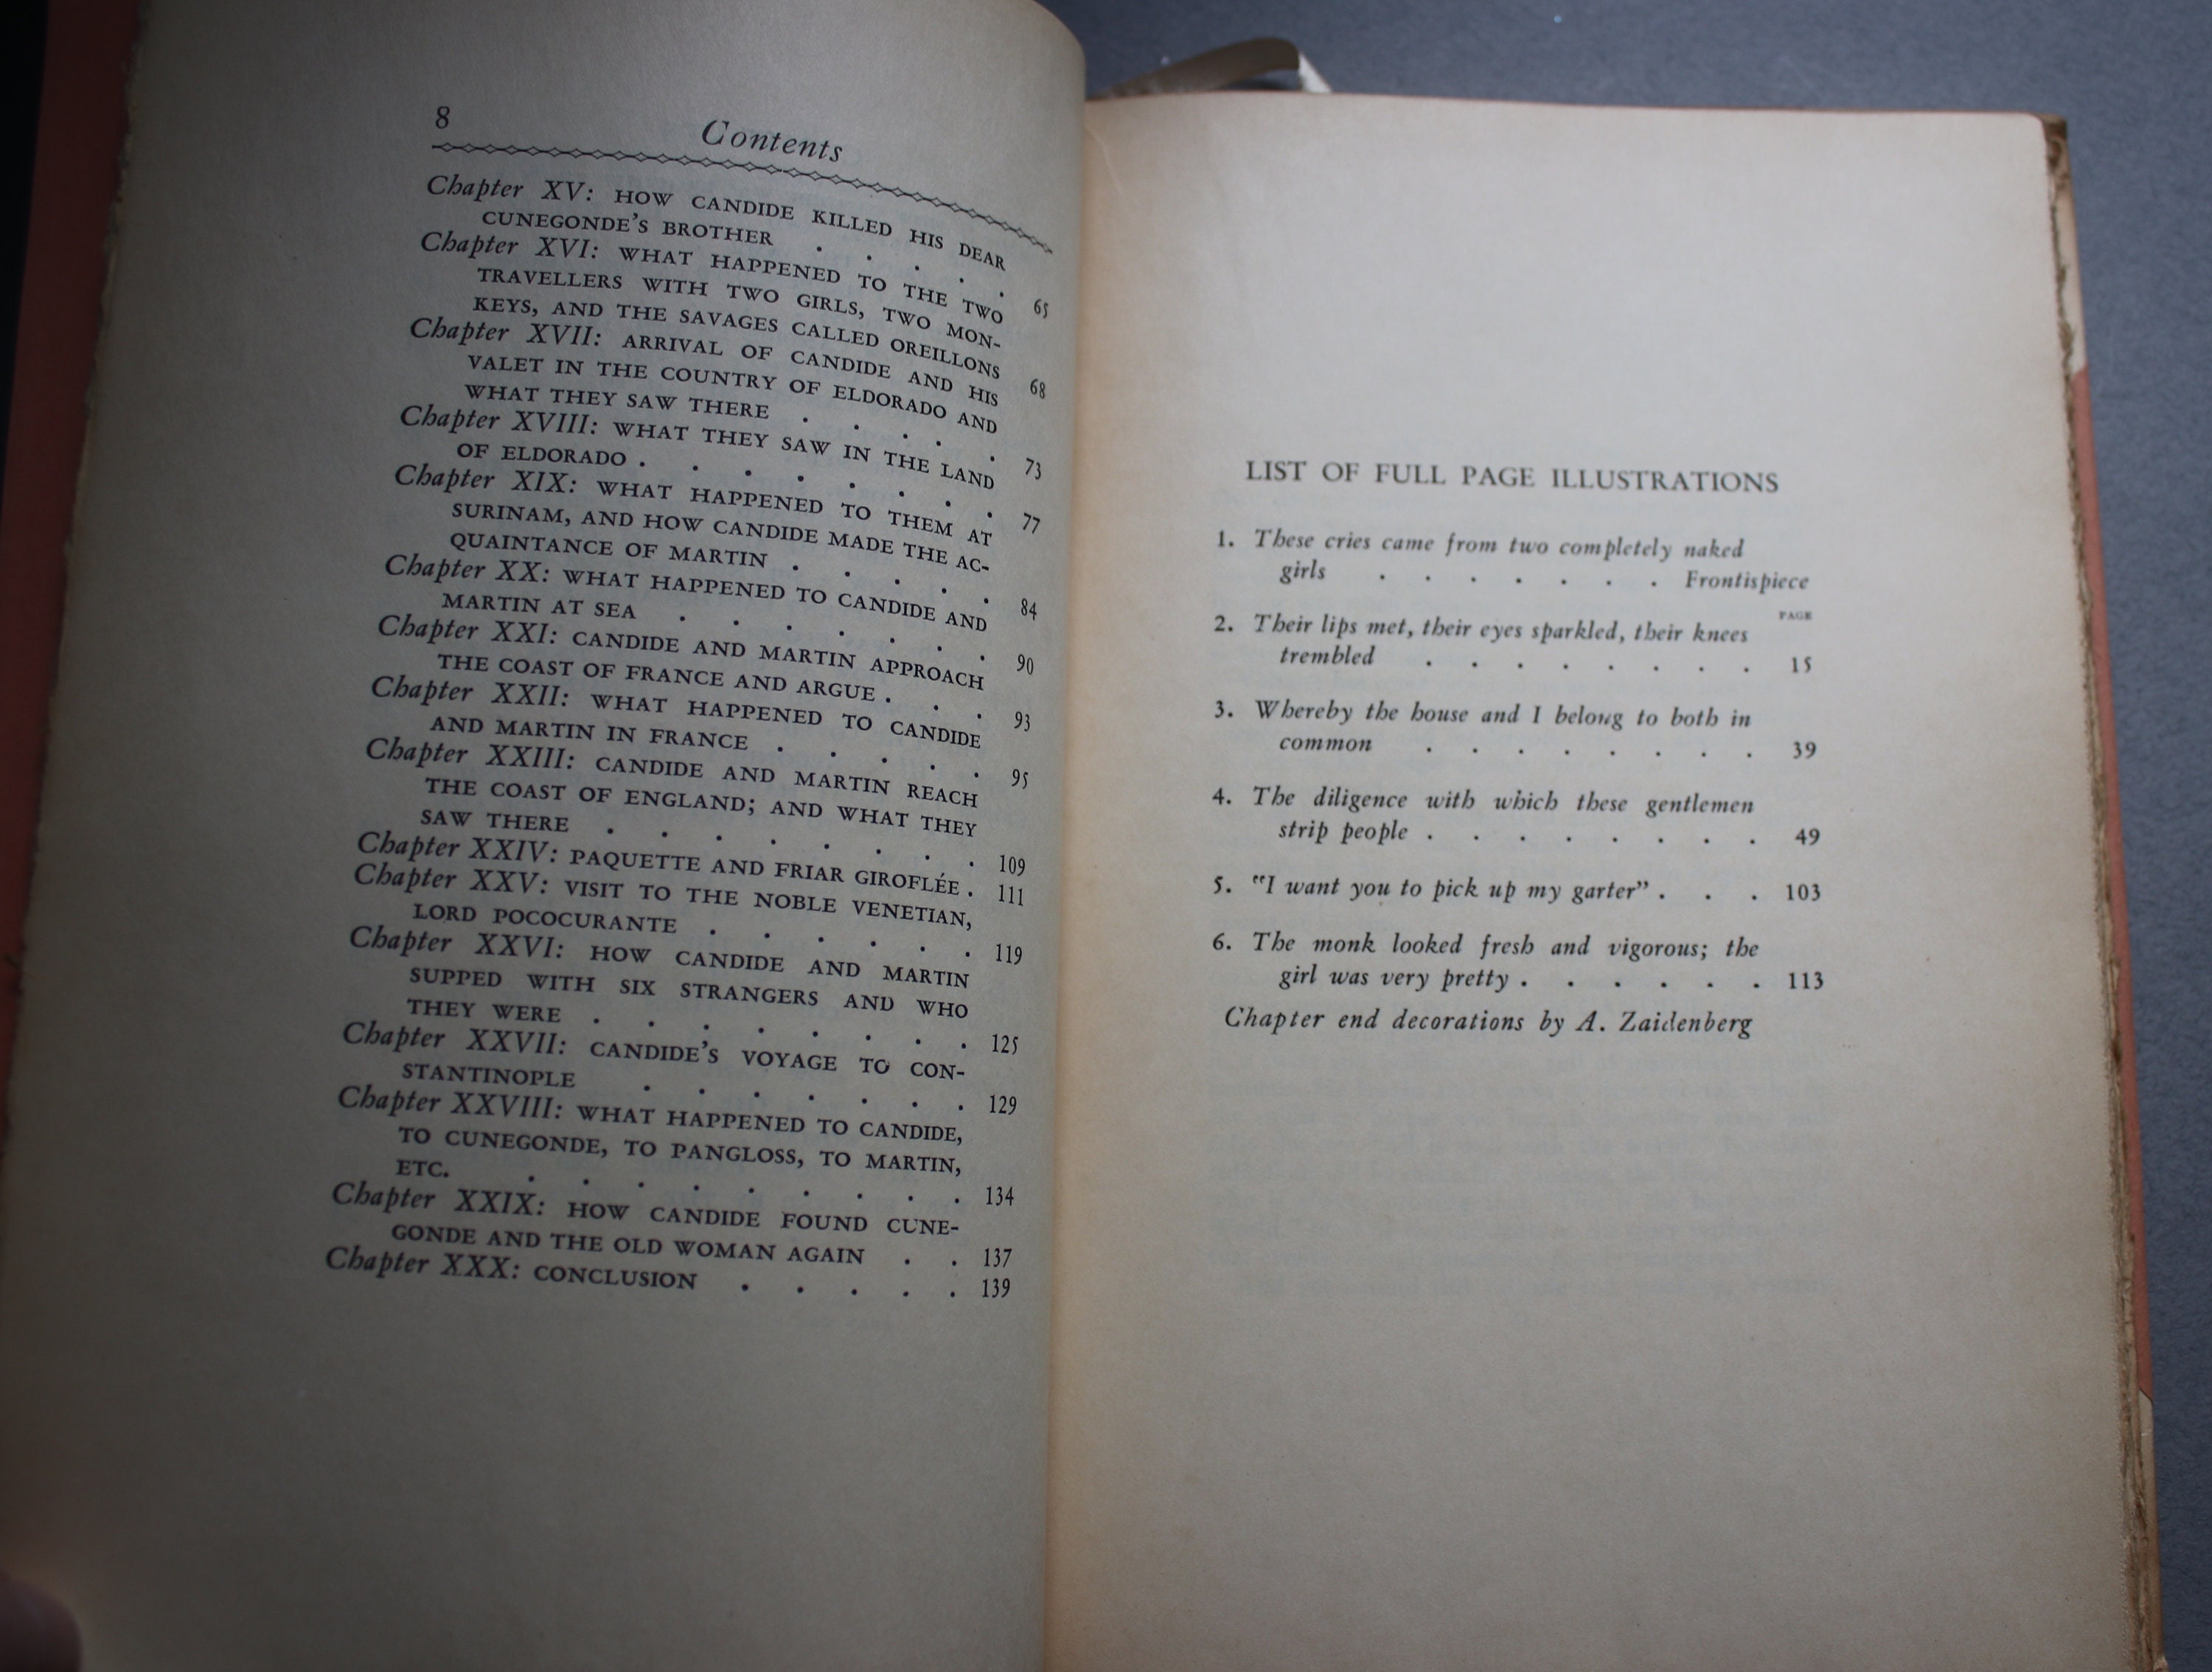 8
Contents
Chapter XV: HOW CANDIDE KILLED HIS DEAR
CUNEGONDE'S BROTHER . . . . . 65
Chapter XVI: WHAT HAPPENED TO THE TWO
TRAVELLERS WITH TWO GIRLS, TWO MON-
KEYS, AND THE SAVAGES CALLED OREILLONS 68
Chapter XVII: ARRIVAL OF CANDIDE AND HIS
VALET IN THE COUNTRY OF ELDORADO AND
WHAT THEY SAW THERE . . . . . 73
Chapter XVIII: WHAT THEY SAW IN THE LAND
OF ELDORADO . . . . . . . . 77
Chapter XIX: WHAT HAPPENED TO THEM AT
SURINAM, AND HOW CANDIDE MADE THE AC-
QUAINTANCE OF MARTIN . . . . . 84
Chapter XX: WHAT HAPPENED TO CANDIDE AND
MARTIN AT SEA . . . . . . . 90
Chapter XXI: CANDIDE AND MARTIN APPROACH
THE COAST OF FRANCE AND ARGUE . . . 93
Chapter XXII: WHAT HAPPENED TO CANDIDE
AND MARTIN IN FRANCE . . . . . 95
Chapter XXIII: CANDIDE AND MARTIN REACH
THE COAST OF ENGLAND; AND WHAT THEY
SAW THERE . . . . . . . . 109
Chapter XXIV: PAQUETTE AND FRIAR GIROFLÉE . 111
Chapter XXV: VISIT TO THE NOBLE VENETIAN,
LORD POCOCURANTE . . . . . . 119
Chapter XXVI: HOW CANDIDE AND MARTIN
SUPPED WITH SIX STRANGERS AND WHO
THEY WERE . . . . . . . . 125
Chapter XXVII: CANDIDE'S VOYAGE TO CON-
STANTINOPLE . . . . . . . 129
Chapter XXVIII: WHAT HAPPENED TO CANDIDE,
TO CUNEGONDE, TO PANGLOSS, TO MARTIN,
ETC. . . . . . . . . . 134
Chapter XXIX: HOW CANDIDE FOUND CUNE-
GONDE AND THE OLD WOMAN AGAIN . . 137
Chapter XXX: CONCLUSION . . . . . 139
LIST OF FULL PAGE ILLUSTRATIONS
1. These cries came from two completely naked
girls . . . . . . . Frontispiece
PAGE
2. Their lips met, their eyes sparkled, their knees
trembled . . . . . . . . 15
3. Whereby the house and I belong to both in
common . . . . . . . . 39
4. The diligence with which these gentlemen
strip people . . . . . . . . 49
5. "I want you to pick up my garter" . . . 103
6. The monk looked fresh and vigorous; the
girl was very pretty . . . . . . 113
Chapter end decorations by A. Zaidenberg